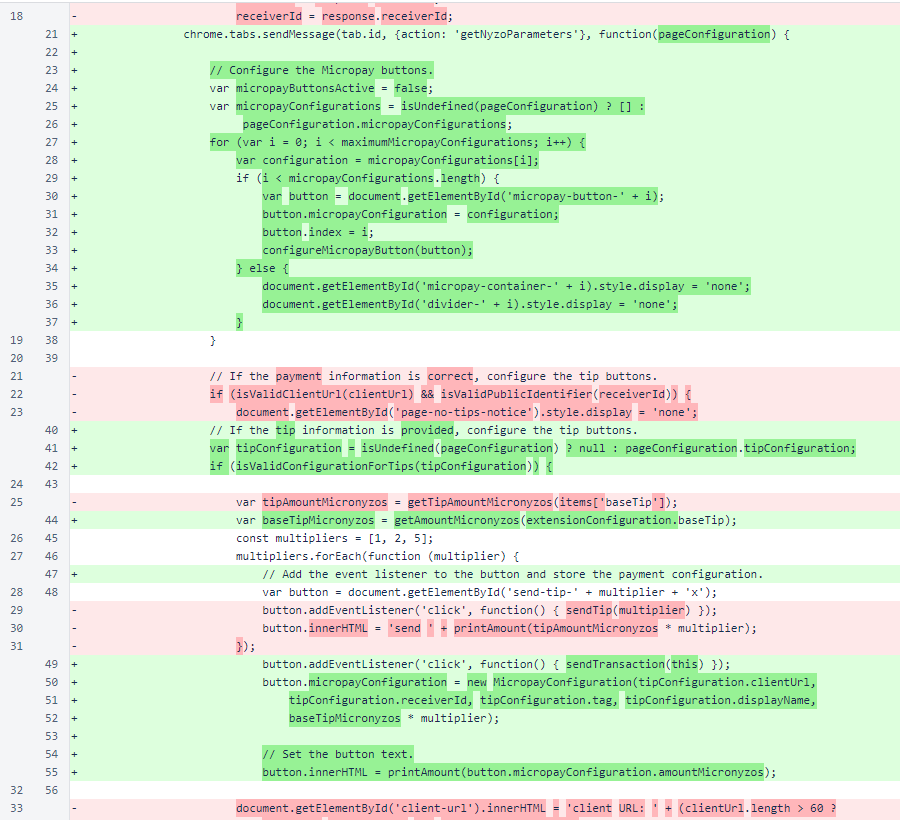 18 - receiverId = response.receiverId;
21 + chrome.tabs.sendMessage(tab.id, {action: 'getNyzoParameters'}, function(pageConfiguration) {
22 +
23 + // Configure the Micropay buttons.
24 + var micropayButtonsActive = false;
25 + var micropayConfigurations = isUndefined(pageConfiguration) ? [] :
26 + pageConfiguration.micropayConfigurations;
27 + for (var i = 0; i < maximumMicropayConfigurations; i++) {
28 + var configuration = micropayConfigurations[i];
29 + if (i < micropayConfigurations.length) {
30 + var button = document.getElementById('micropay-button-' + i);
31 + button.micropayConfiguration = configuration;
32 + button.index = i;
33 + configureMicropayButton(button);
34 + } else {
35 + document.getElementById('micropay-container-' + i).style.display = 'none';
36 + document.getElementById('divider-' + i).style.display = 'none';
37 + }
19 38 }
20 39
21 - // If the payment information is correct, configure the tip buttons.
22 - if (isValidClientUrl(clientUrl) && isValidPublicIdentifier(receiverId)) {
23 - document.getElementById('page-no-tips-notice').style.display = 'none';
40 + // If the tip information is provided, configure the tip buttons.
41 + var tipConfiguration = isUndefined(pageConfiguration) ? null : pageConfiguration.tipConfiguration;
42 + if (isValidConfigurationForTips(tipConfiguration)) {
24 43
25 - var tipAmountMicronyzos = getTipAmountMicronyzos(items['baseTip']);
44 + var baseTipMicronyzos = getAmountMicronyzos(extensionConfiguration.baseTip);
26 45 const multipliers = [1, 2, 5];
27 46 multipliers.forEach(function (multiplier) {
47 + // Add the event listener to the button and store the payment configuration.
28 48 var button = document.getElementById('send-tip-' + multiplier + 'x');
29 - button.addEventListener('click', function() { sendTip(multiplier) });
30 - button.innerHTML = 'send ' + printAmount(tipAmountMicronyzos * multiplier);
31 - });
49 + button.addEventListener('click', function() { sendTransaction(this) });
50 + button.micropayConfiguration = new MicropayConfiguration(tipConfiguration.clientUrl,
51 + tipConfiguration.receiverId, tipConfiguration.tag, tipConfiguration.displayName,
52 + baseTipMicronyzos * multiplier);
53 +
54 + // Set the button text.
55 + button.innerHTML = printAmount(button.micropayConfiguration.amountMicronyzos);
32 56
33 - document.getElementById('client-url').innerHTML = 'client URL: ' + (clientUrl.length > 60 ?